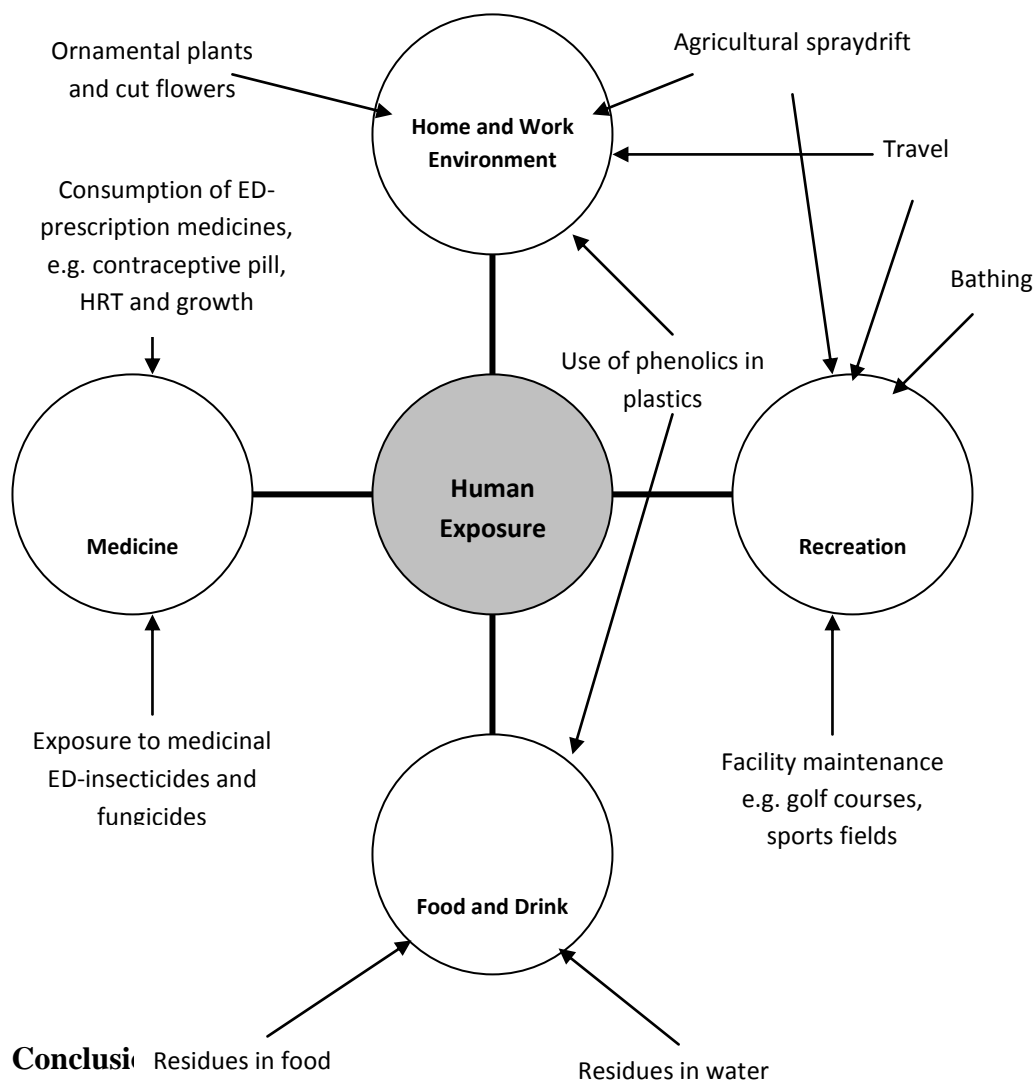 Ornamental plants
and cut flowers
Agricultural spraydrift
Home and Work
Environment
Travel
Consumption of ED-
prescription medicines,
e.g. contraceptive pill,
HRT and growth
Bathing
Use of phenolics in
plastics
Human
Exposure
Medicine
Recreation
Exposure to medicinal
ED-insecticides and
fungicides
Facility maintenance
e.g. golf courses,
sports fields
Food and Drink
Residues in food
Residues in water